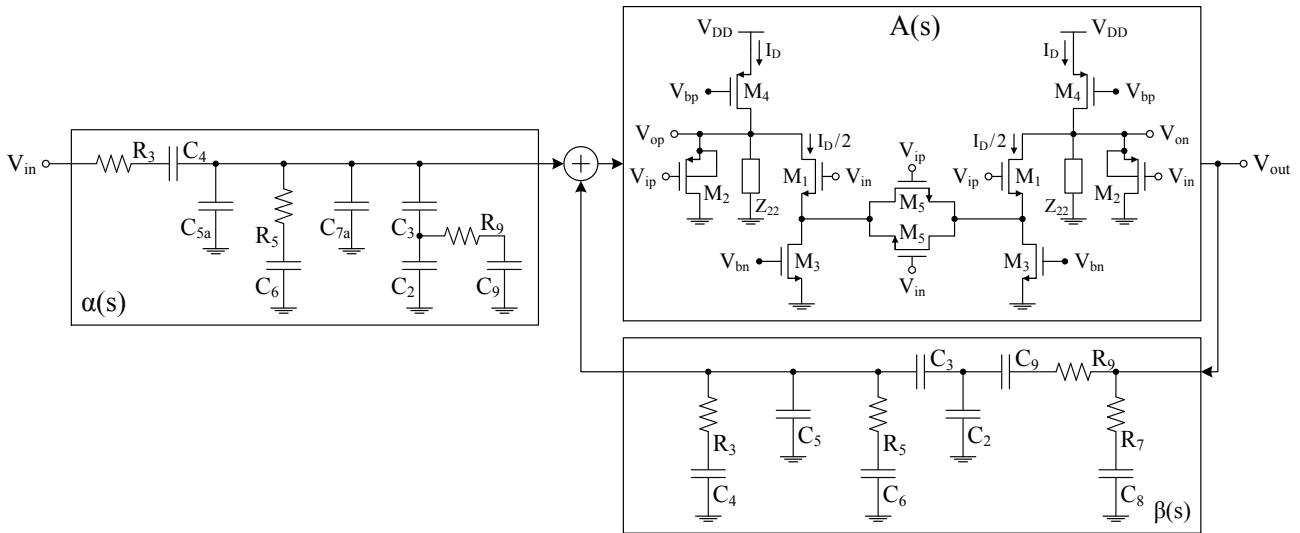 A(s)
V_DD V_DD
I_D I_D
V_bp M_4 M_4 V_bp
V_op I_D/2 I_D/2 V_on
V_ip M_2 Z_22 M_1 V_in V_ip V_ip M_1 Z_22 M_2 V_in
M_5
M_5
V_bn M_3 V_in M_3 V_bn
V_in R_3 C_4 V_out
C_5a R_5 C_7a C_3 R_9
C_6 C_2 C_9
α(s)
C_3 C_9 R_9
R_3 C_5 R_5 C_2 R_7
C_4 C_6 C_8
β(s)